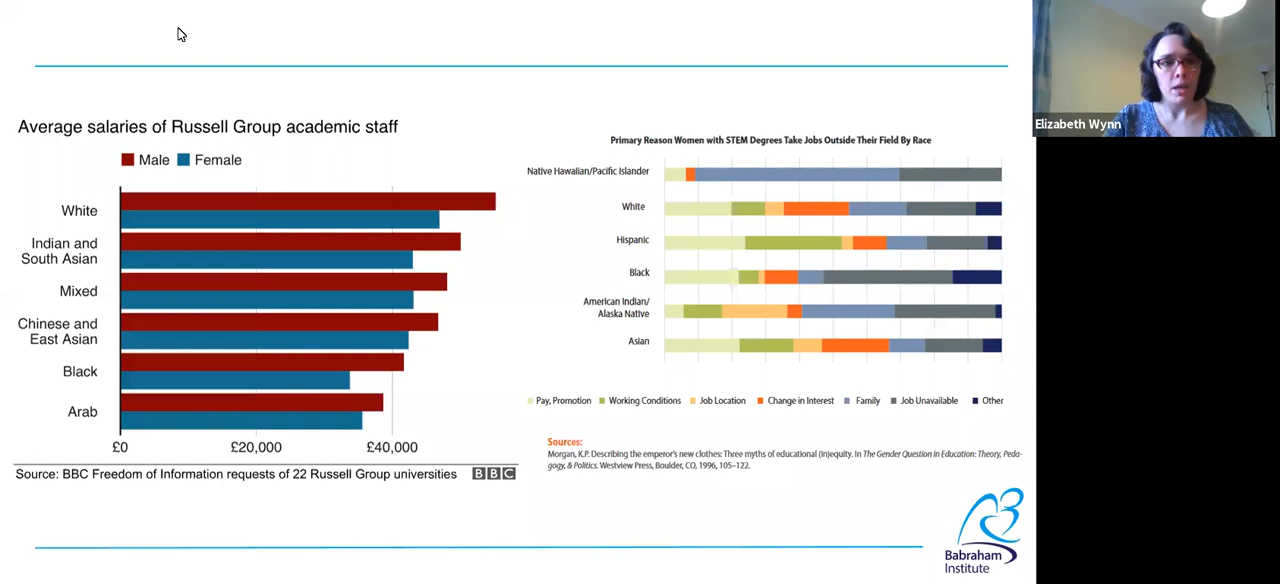 Average salaries of Russell Group academic staff
Male Female
White
Indian and
South Asian
Mixed
Chinese and
East Asian
Black
Arab
£0 £20,000 £40,000
Source: BBC Freedom of Information requests of 22 Russell Group universities BBC
Primary Reason Women with STEM Degrees Take Jobs Outside Their Field By Race
Native Hawaiian/Pacific Islander
White
Hispanic
Black
American Indian/
Alaska Native
Asian
Pay, Promotion Working Conditions Job Location Change in Interest Family Job Unavailable Other
Sources:
Morgan, K.P. Describing the emperor's new clothes: Three myths of educational (in)equity. In The Gender Question in Education: Theory, Peda-
gogy, & Politics. Westview Press, Boulder, CO, 1996, 105–122.
Babraham
Institute
Elizabeth Wynn